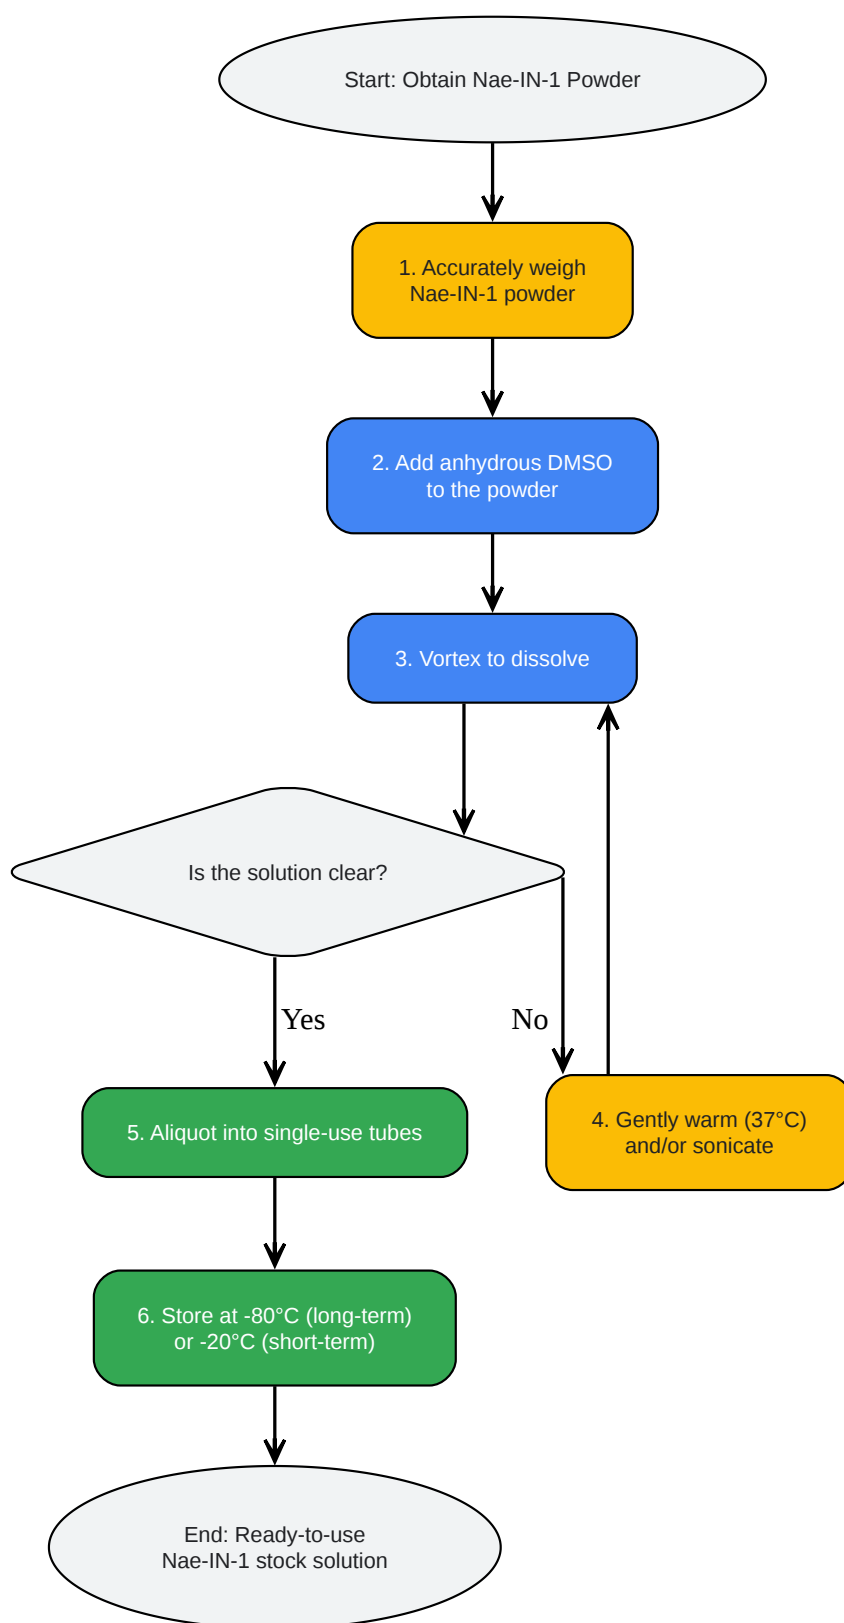 Start: Obtain Nae-IN-1 Powder
1. Accurately weigh
Nae-IN-1 powder
2. Add anhydrous DMSO
to the powder
3. Vortex to dissolve
Is the solution clear?
Yes
No
5. Aliquot into single-use tubes
4. Gently warm (37°C)
and/or sonicate
6. Store at -80°C (long-term)
or -20°C (short-term)
End: Ready-to-use
Nae-IN-1 stock solution